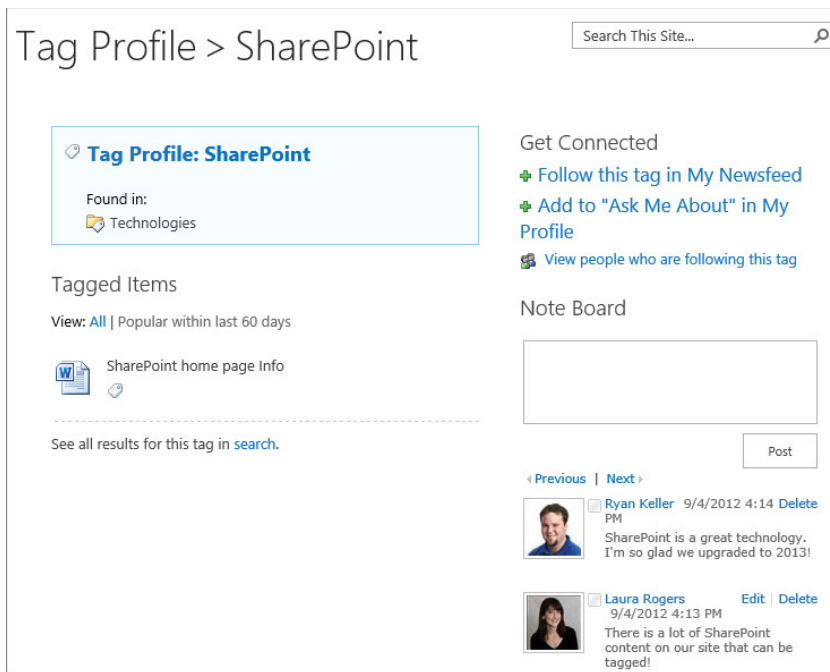 Tag Profile > SharePoint
Search This Site...
Tag Profile: SharePoint
Found in:
Technologies
Tagged Items
View: All | Popular within last 60 days
SharePoint home page Info
See all results for this tag in search.
Get Connected
Follow this tag in My Newsfeed
Add to "Ask Me About" in My
Profile
View people who are following this tag
Note Board
Post
Previous | Next
Ryan Keller 9/4/2012 4:14 Delete
PM
SharePoint is a great technology.
I'm so glad we upgraded to 2013!
Laura Rogers Edit | Delete
9/4/2012 4:13 PM
There is a lot of SharePoint
content on our site that can be
tagged!